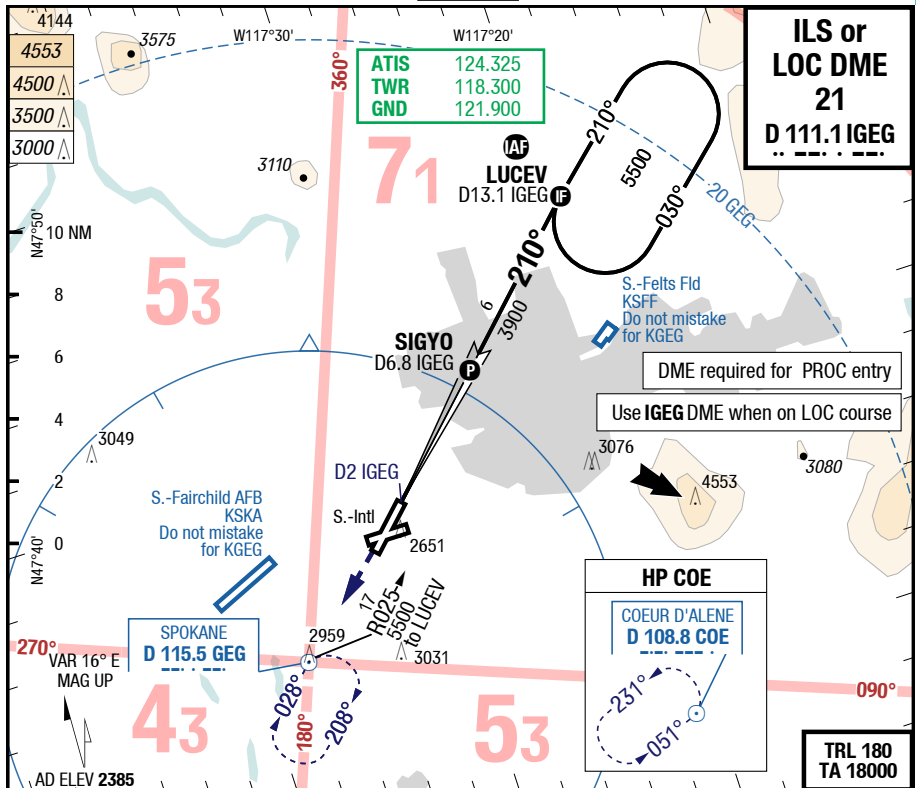 4144
4553
4500
3500
3000
3575
W117°30'
W117°20'
360°
ATIS 124.325
TWR 118.300
GND 121.900
ILS or
LOC DME
21
D 111.1 IGEG
3110
71
IAF
LUCEV
D13.1 IGEG
IF
210°
5500
030°
20 GEG
N47°50'
10 NM
8
6
4
2
0
N47°40'
53
210°
6
3900
SIGYO
D6.8 IGEG
P
S.-Felts Fld
KSFF
Do not mistake
for KGEG
DME required for PROC entry
Use IGEG DME when on LOC course
3049
3076
3080
4553
D2 IGEG
S.-Fairchild AFB
KSKA
Do not mistake
for KGEG
S.-Intl
2651
17
R025
5500
to LUCEV
HP COE
COEUR D'ALENE
D 108.8 COE
231°
051°
SPOKANE
D 115.5 GEG
2959
3031
270°
090°
VAR 16° E
MAG UP
43
028°
208°
180°
53
AD ELEV 2385
TRL 180
TA 18000